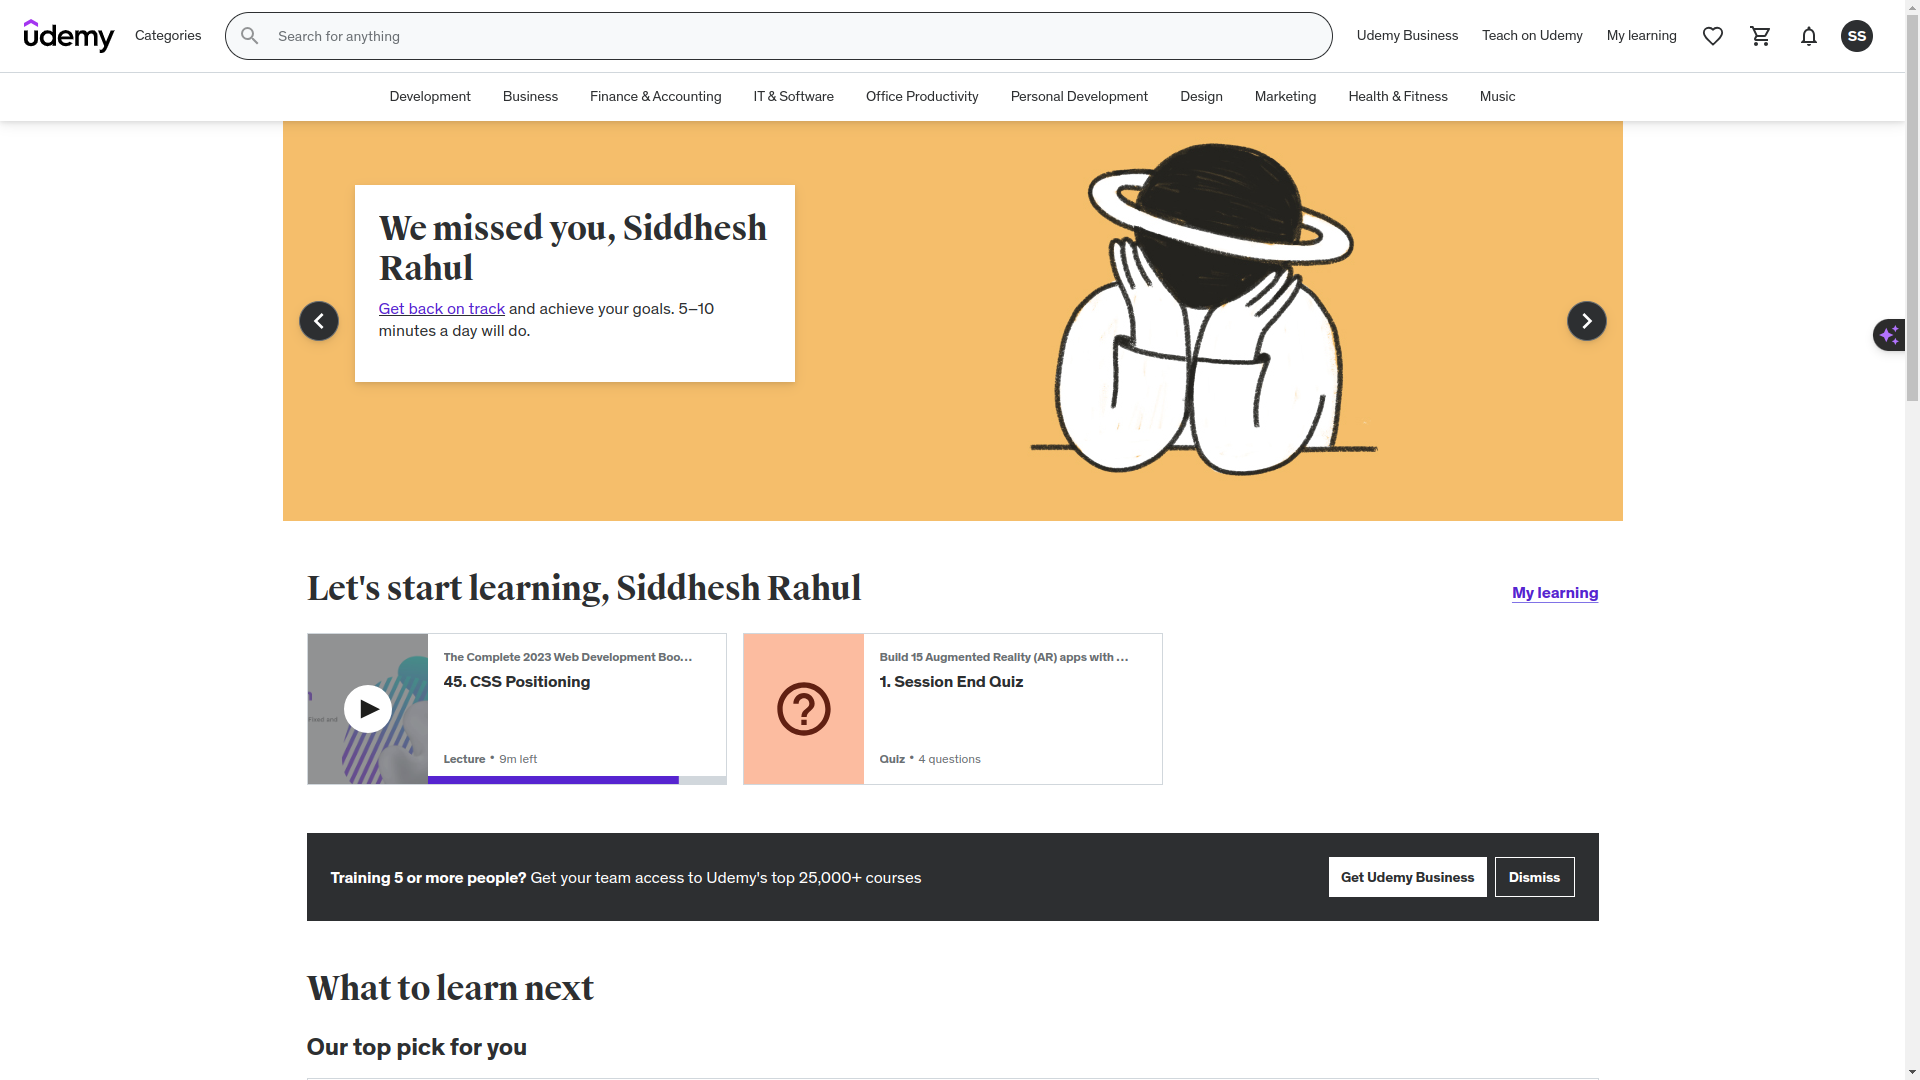 udemy
Categories
Search for anything
Udemy Business
Teach on Udemy
My learning
SS
Development
Business
Finance & Accounting
IT & Software
Office Productivity
Personal Development
Design
Marketing
Health & Fitness
Music
We missed you, Siddhesh
Rahul
Get back on track and achieve your goals. 5–10
minutes a day will do.
Let's start learning, Siddhesh Rahul
My learning
Fixed and
The Complete 2023 Web Development Boo…
45. CSS Positioning
Lecture • 9m left
Build 15 Augmented Reality (AR) apps with …
1. Session End Quiz
Quiz • 4 questions
Training 5 or more people? Get your team access to Udemy's top 25,000+ courses
Get Udemy Business
Dismiss
What to learn next
Our top pick for you